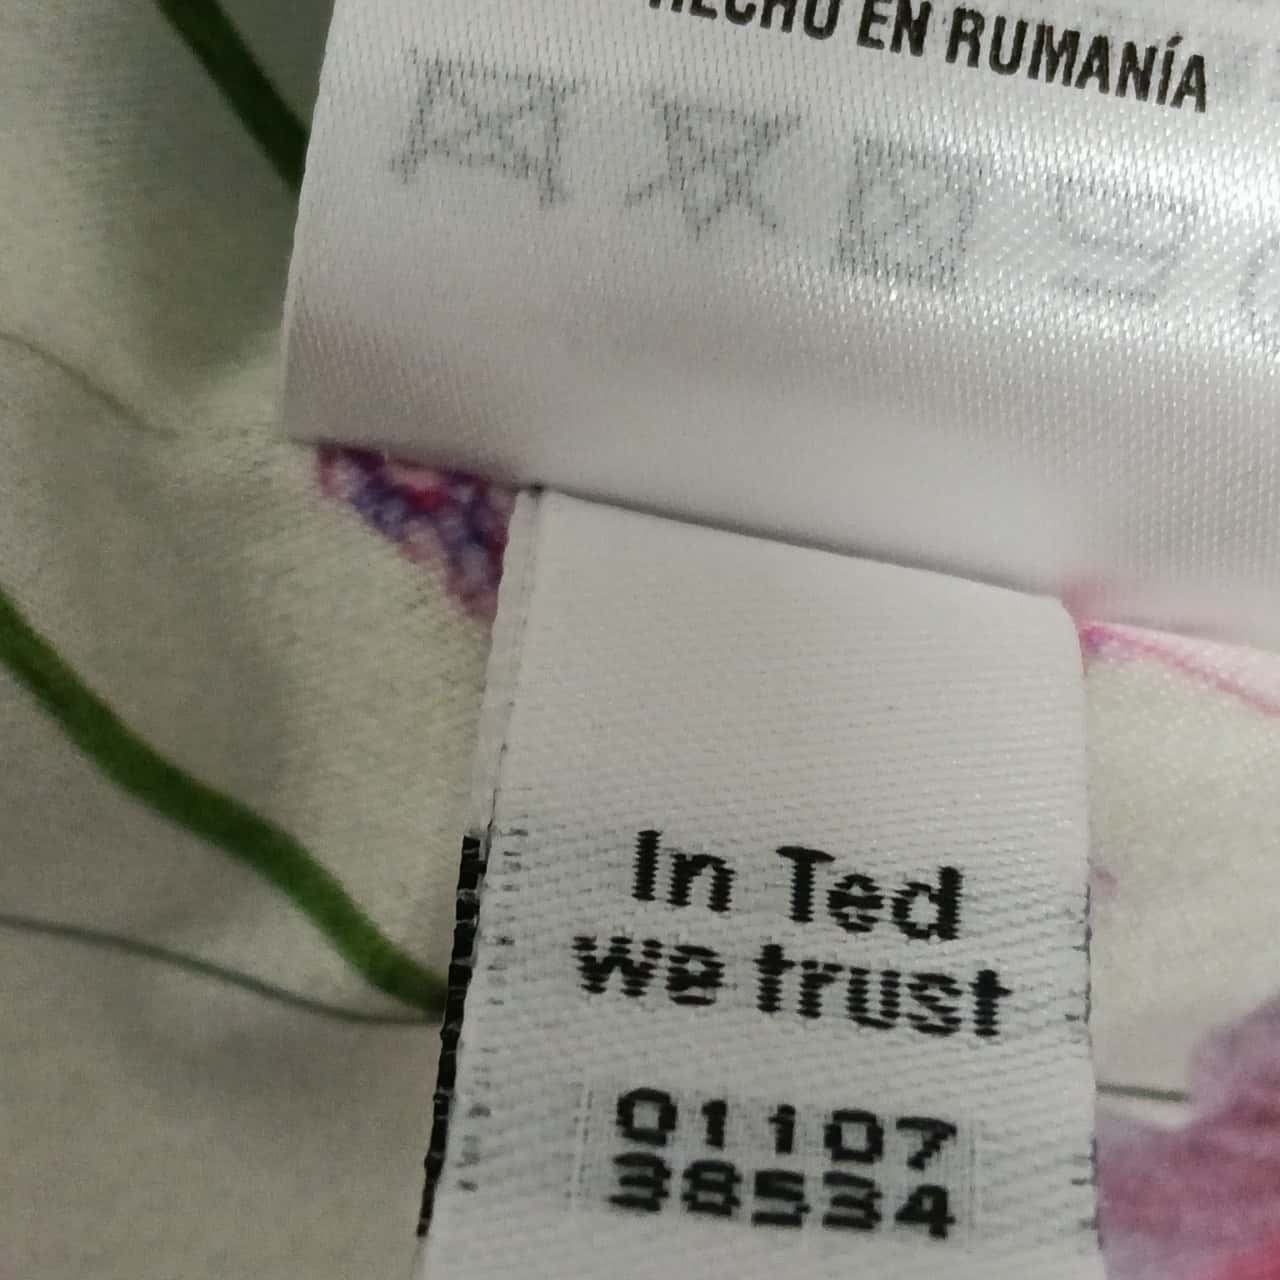 HECHO EN RUMANÍA
In Ted
we trust
01107
38534